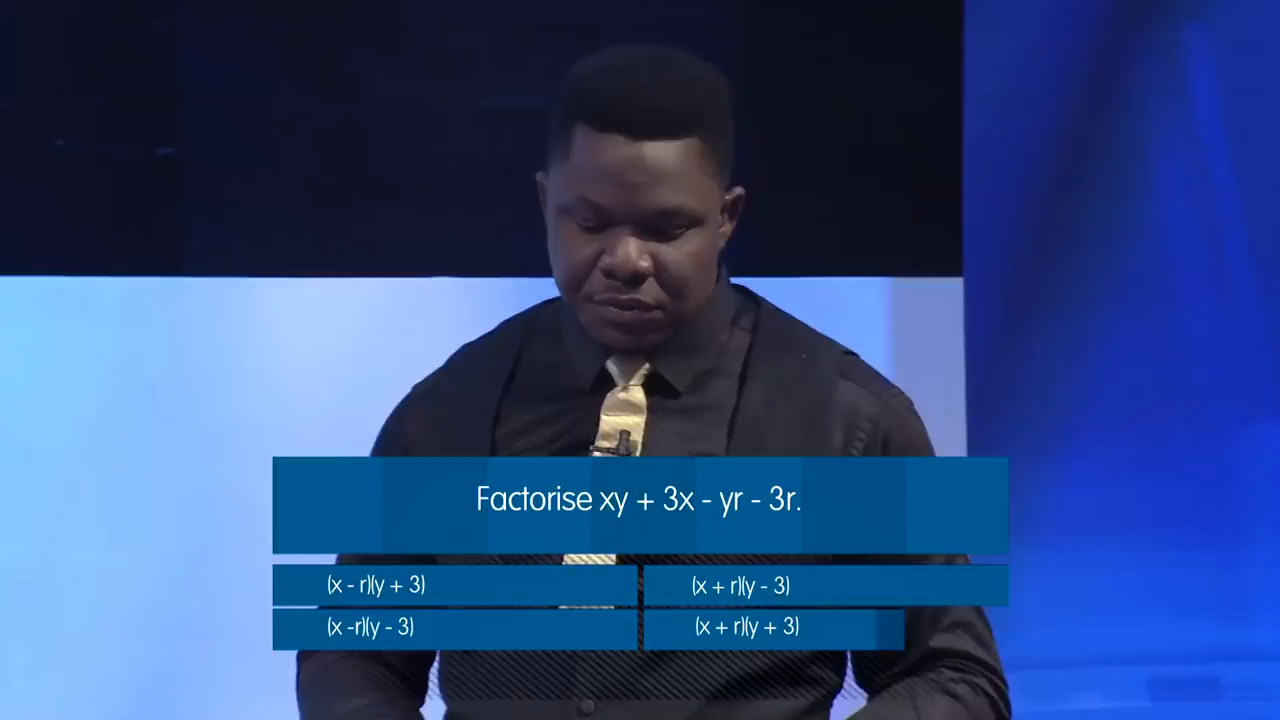 Factorise xy + 3x - yr - 3r.
(x - r)(y + 3)
(x + r)(y - 3)
(x -r)(y - 3)
(x + r)(y + 3)